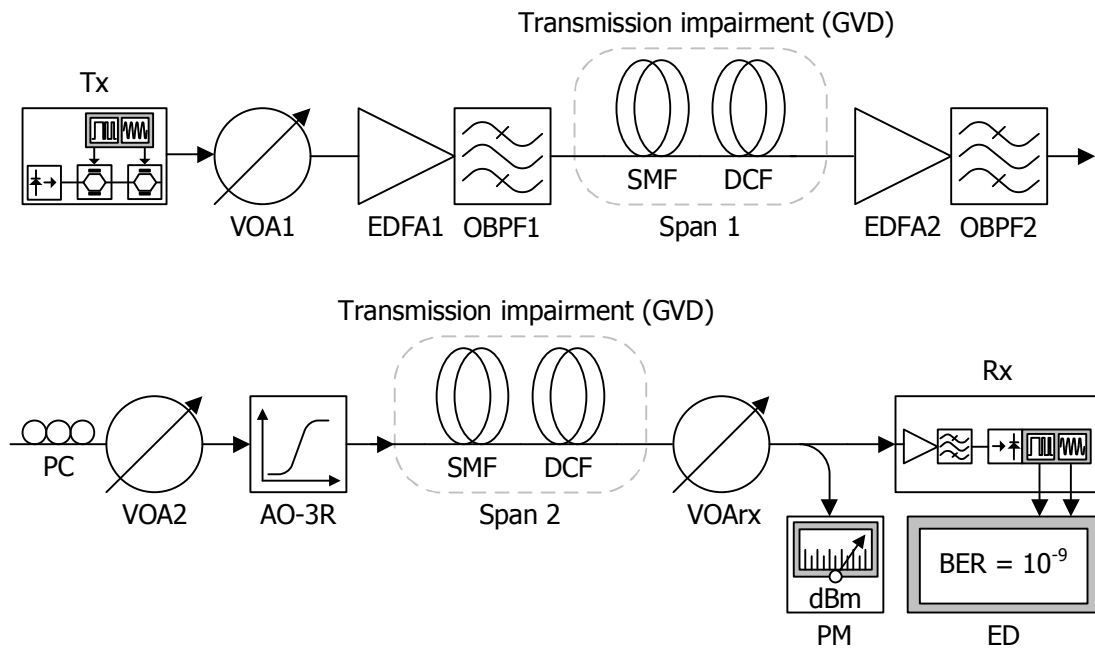 Transmission impairment (GVD)
Tx
SMF DCF
VOA1 EDFA1 OBPF1 Span 1 EDFA2 OBPF2
Transmission impairment (GVD)
Rx
PC SMF DCF
VOA2 AO-3R Span 2 VOArx
BER = 10⁻⁹
dBm
PM ED